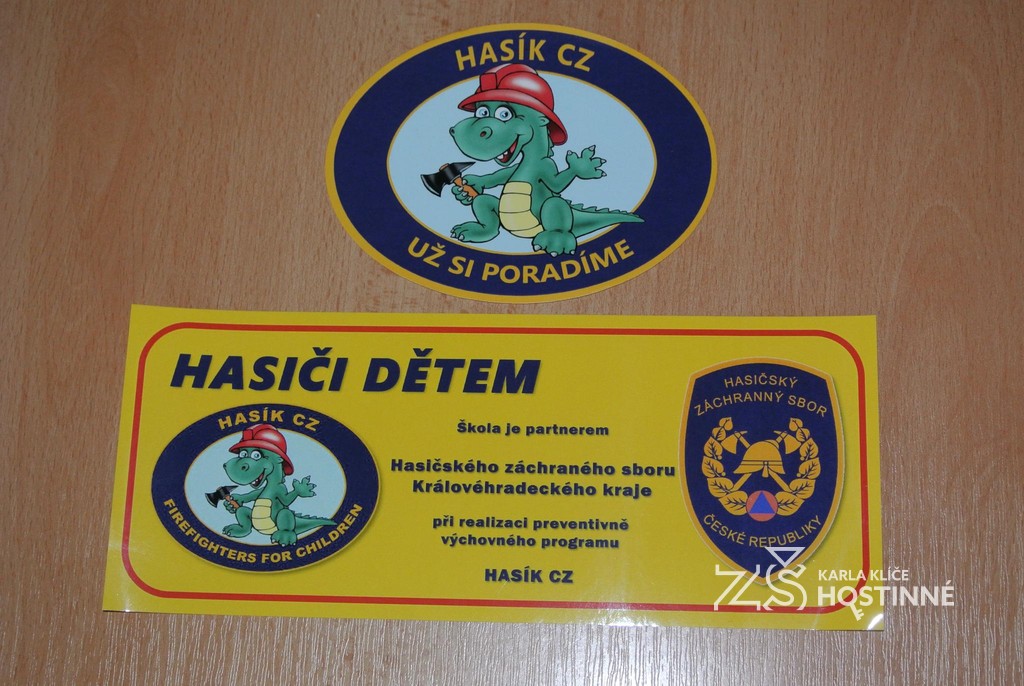 HASÍK CZ
UŽ SI PORADÍME
HASIČI DĚTEM
HASÍK CZ
FIREFIGHTERS FOR CHILDREN
Škola je partnerem
Hasičského záchraného sboru
Královéhradeckého kraje
při realizaci preventivně
výchovného programu
HASÍK CZ
HASIČSKÝ
ZÁCHRANNÝ SBOR
ČESKÉ REPUBLIKY
ZŠ KARLA KLÍČE
HOSTINNÉ